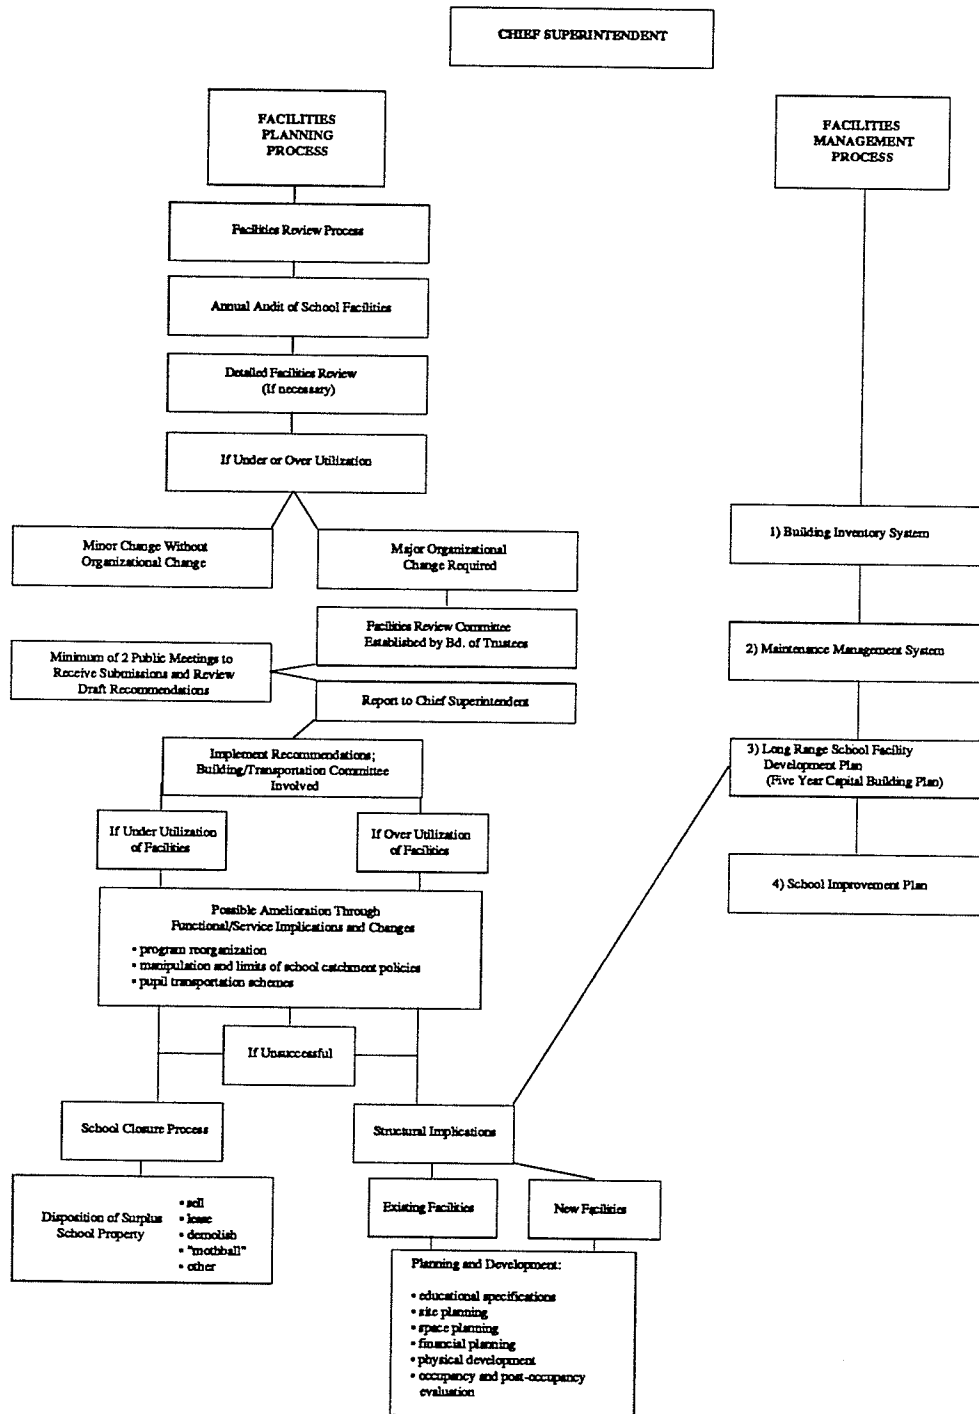 CHIEF SUPERINTENDENT
FACILITIES
PLANNING
PROCESS
FACILITIES
MANAGEMENT
PROCESS
Facilities Review Process
Annual Audit of School Facilities
Detailed Facilities Review
(If necessary)
If Under or Over Utilization
Minor Change Without
Organizational Change
Major Organizational
Change Required
1) Building Inventory System
Facilities Review Committee
Established by Bd. of Trustees
Minimum of 2 Public Meetings to
Receive Submissions and Review
Draft Recommendations
2) Maintenance Management System
Report to Chief Superintendent
Implement Recommendations;
Building/Transportation Committee
Involved
3) Long Range School Facility
Development Plan
(Five Year Capital Building Plan)
If Under Utilization
of Facilities
If Over Utilization
of Facilities
4) School Improvement Plan
Possible Amelioration Through
Functional/Service Implications and Changes
• program reorganization
• manipulation and limits of school catchment policies
• pupil transportation schemes
If Unsuccessful
School Closure Process
Structural Implications
Disposition of Surplus
School Property
• sell
• lease
• demolish
• "mothball"
• other
Existing Facilities
New Facilities
Planning and Development:
• educational specifications
• site planning
• space planning
• financial planning
• physical development
• occupancy and post-occupancy
evaluation